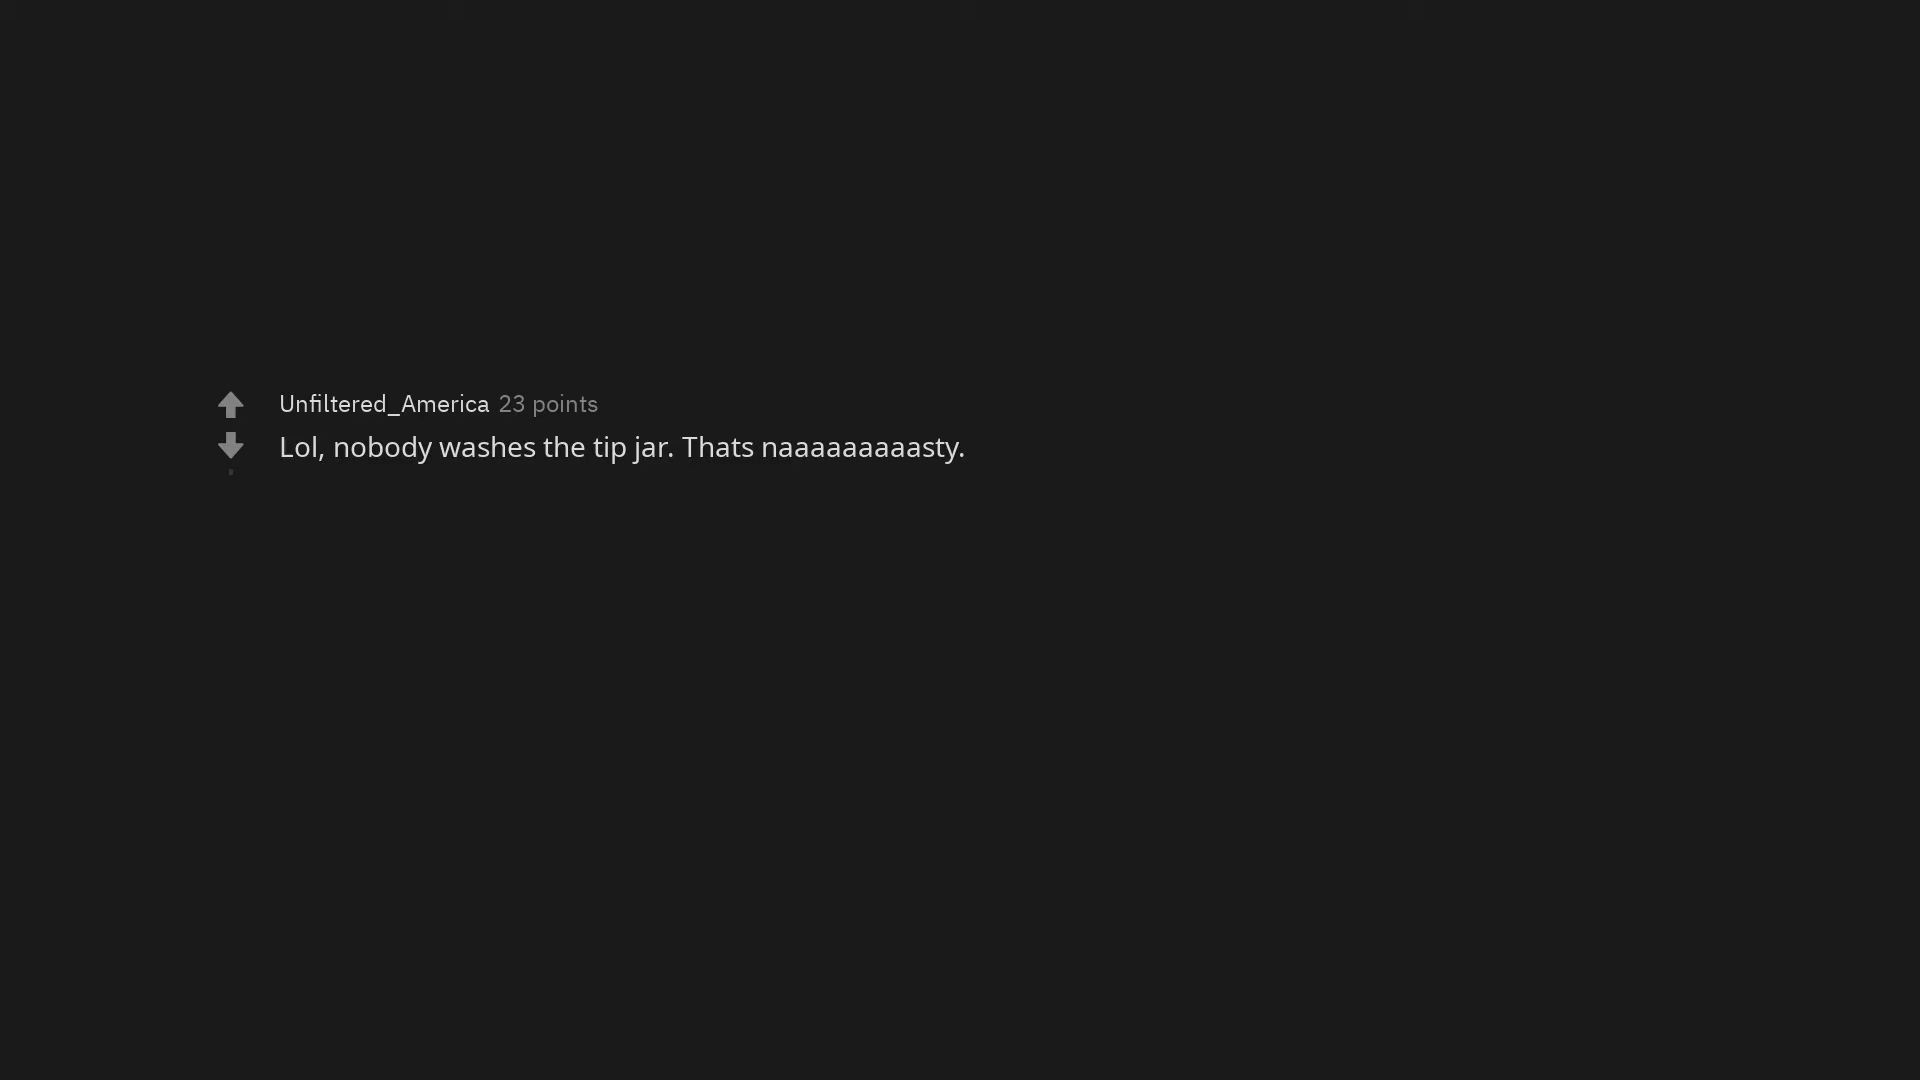 Unfiltered_America 23 points
Lol, nobody washes the tip jar. Thats naaaaaaaaasty.